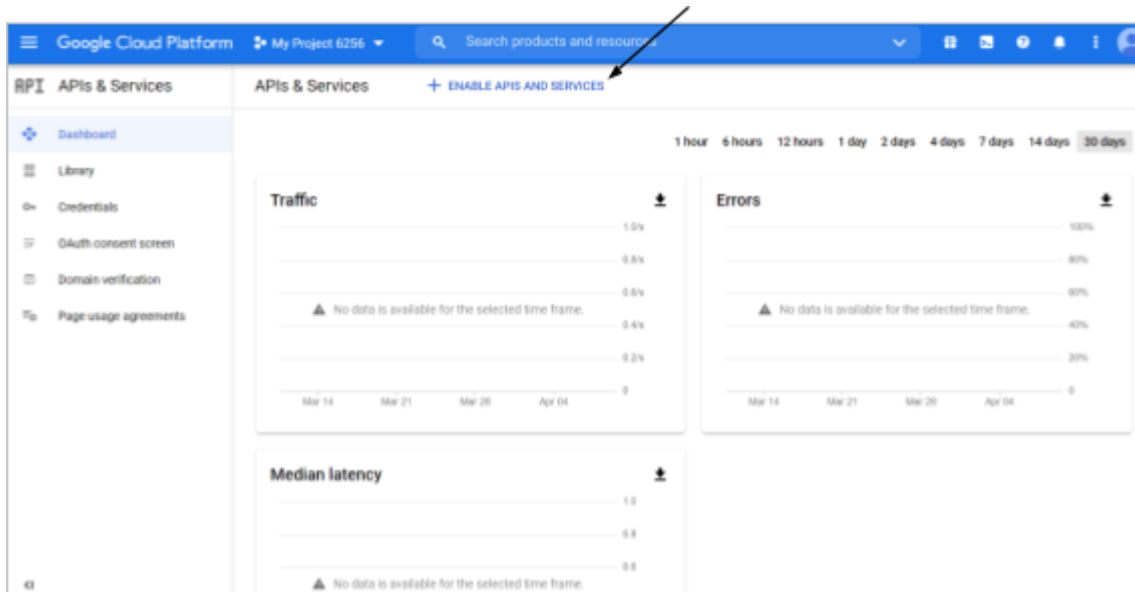 Google Cloud Platform My Project 6256 Search products and resources
API APIs & Services APIs & Services + ENABLE APIS AND SERVICES
Dashboard
1 hour 6 hours 12 hours 1 day 2 days 4 days 7 days 14 days 30 days
Library
Credentials
OAuth consent screen
Domain verification
Page usage agreements
Traffic
1.0/s
0.8/s
0.6/s
No data is available for the selected time frame.
0.4/s
0.2/s
0
Mar 14 Mar 21 Mar 28 Apr 04
Errors
100%
80%
60%
No data is available for the selected time frame.
40%
20%
0
Mar 14 Mar 21 Mar 28 Apr 04
Median latency
1.0
0.8
0.6
No data is available for the selected time frame.